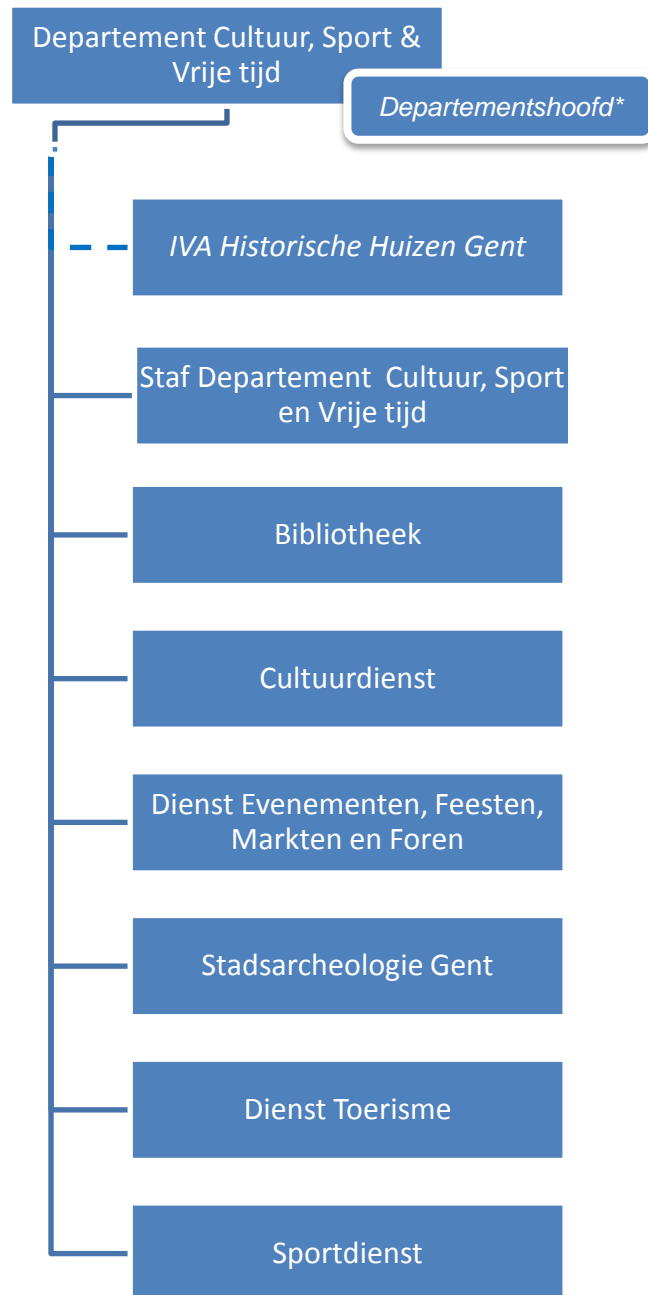 Departement Cultuur, Sport &
Vrije tijd
Departementshoofd*
IVA Historische Huizen Gent
Staf Departement Cultuur, Sport
en Vrije tijd
Bibliotheek
Cultuurdienst
Dienst Evenementen, Feesten,
Markten en Foren
Stadsarcheologie Gent
Dienst Toerisme
Sportdienst